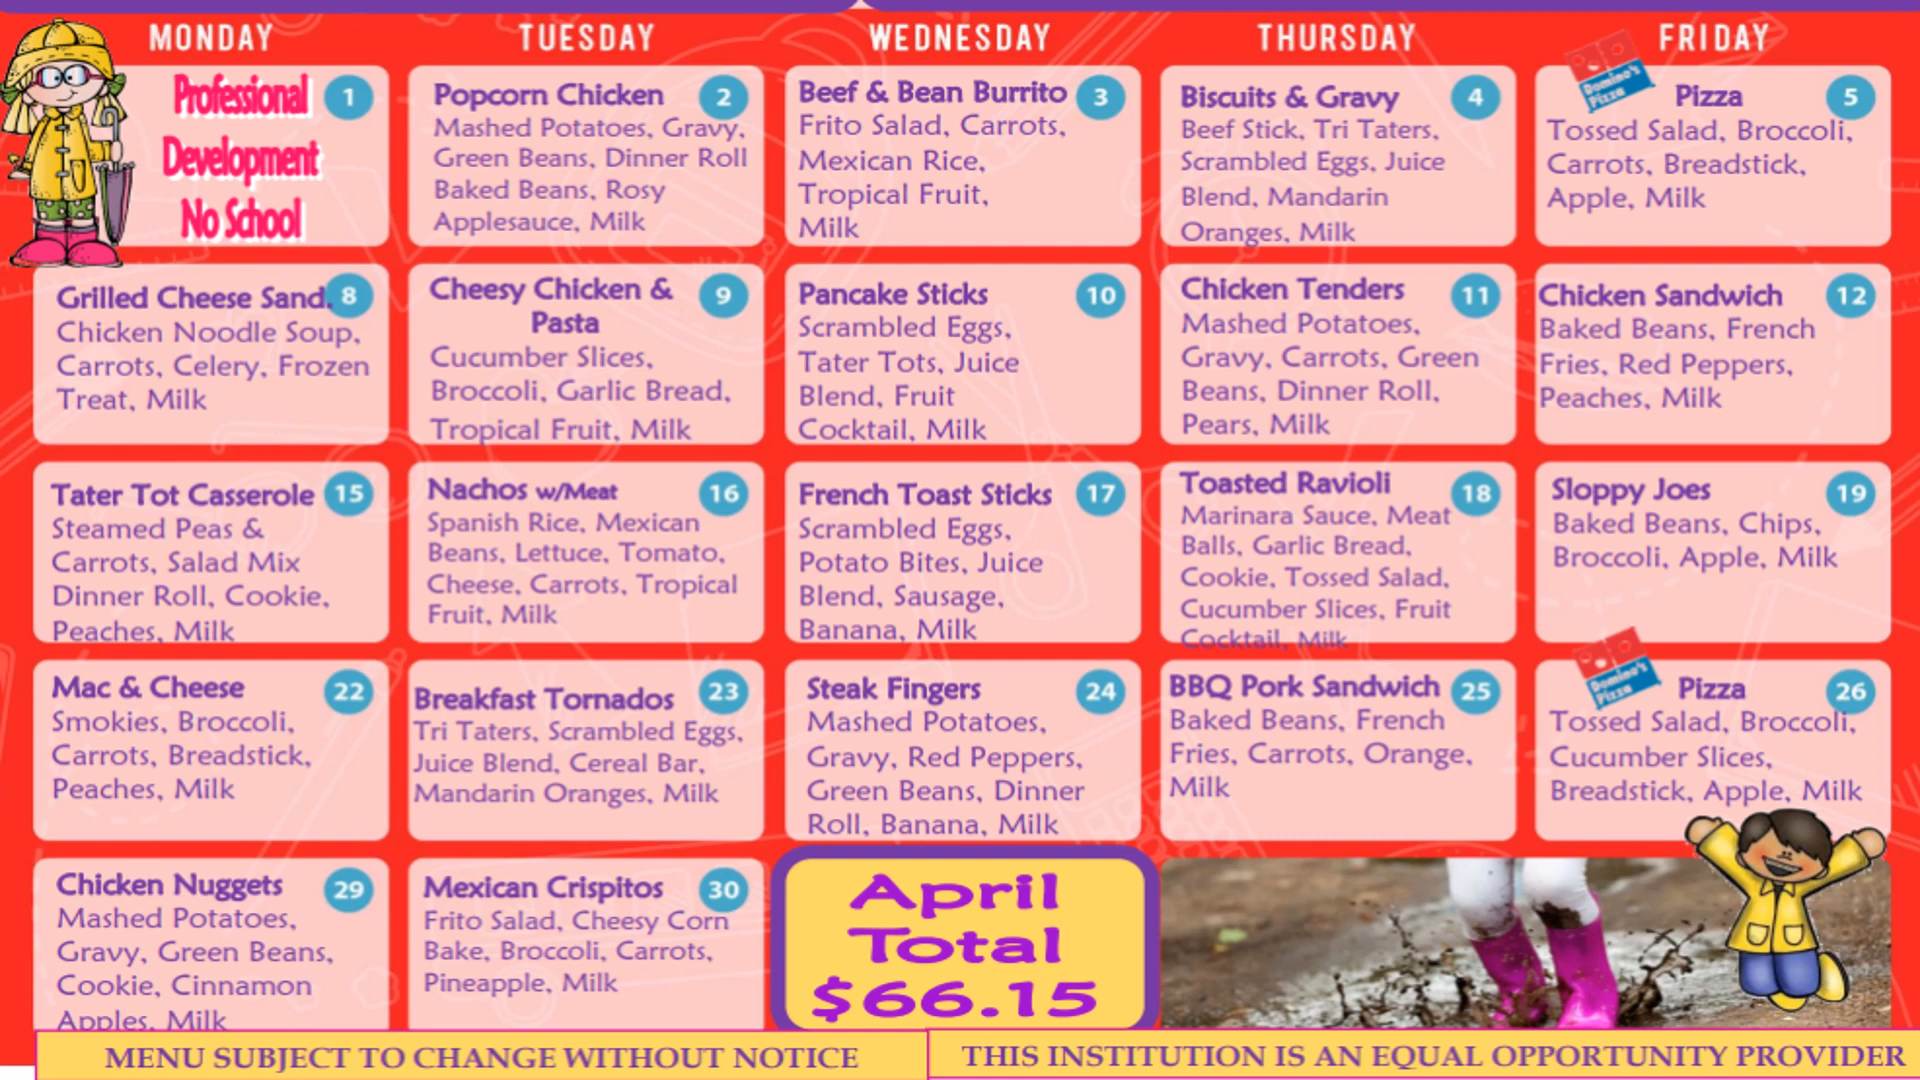 MONDAY
TUESDAY
WEDNESDAY
THURSDAY
FRIDAY
Professional
Development
No School
1
Popcorn Chicken
2
Mashed Potatoes, Gravy,
Green Beans, Dinner Roll
Baked Beans, Rosy
Applesauce, Milk
Beef & Bean Burrito
3
Frito Salad, Carrots,
Mexican Rice,
Tropical Fruit,
Milk
Biscuits & Gravy
4
Beef Stick, Tri Taters,
Scrambled Eggs, Juice
Blend, Mandarin
Oranges, Milk
Domino's
Pizza
Pizza
5
Tossed Salad, Broccoli,
Carrots, Breadstick,
Apple, Milk
Grilled Cheese Sand.
8
Chicken Noodle Soup,
Carrots, Celery, Frozen
Treat, Milk
Cheesy Chicken &
Pasta
9
Cucumber Slices,
Broccoli, Garlic Bread,
Tropical Fruit, Milk
Pancake Sticks
10
Scrambled Eggs,
Tater Tots, Juice
Blend, Fruit
Cocktail, Milk
Chicken Tenders
11
Mashed Potatoes,
Gravy, Carrots, Green
Beans, Dinner Roll,
Pears, Milk
Chicken Sandwich
12
Baked Beans, French
Fries, Red Peppers,
Peaches, Milk
Tater Tot Casserole
15
Steamed Peas &
Carrots, Salad Mix
Dinner Roll, Cookie,
Peaches, Milk
Nachos w/Meat
16
Spanish Rice, Mexican
Beans, Lettuce, Tomato,
Cheese, Carrots, Tropical
Fruit, Milk
French Toast Sticks
17
Scrambled Eggs,
Potato Bites, Juice
Blend, Sausage,
Banana, Milk
Toasted Ravioli
18
Marinara Sauce, Meat
Balls, Garlic Bread,
Cookie, Tossed Salad,
Cucumber Slices, Fruit
Cocktail, Milk
Sloppy Joes
19
Baked Beans, Chips,
Broccoli, Apple, Milk
Mac & Cheese
22
Smokies, Broccoli,
Carrots, Breadstick,
Peaches, Milk
Breakfast Tornados
23
Tri Taters, Scrambled Eggs,
Juice Blend, Cereal Bar,
Mandarin Oranges, Milk
Steak Fingers
24
Mashed Potatoes,
Gravy, Red Peppers,
Green Beans, Dinner
Roll, Banana, Milk
BBQ Pork Sandwich
25
Baked Beans, French
Fries, Carrots, Orange,
Milk
Domino's
Pizza
Pizza
26
Tossed Salad, Broccoli,
Cucumber Slices,
Breadstick, Apple, Milk
Chicken Nuggets
29
Mashed Potatoes,
Gravy, Green Beans,
Cookie, Cinnamon
Apples, Milk
Mexican Crispitos
30
Frito Salad, Cheesy Corn
Bake, Broccoli, Carrots,
Pineapple, Milk
April
Total
$66.15
MENU SUBJECT TO CHANGE WITHOUT NOTICE
THIS INSTITUTION IS AN EQUAL OPPORTUNITY PROVIDER